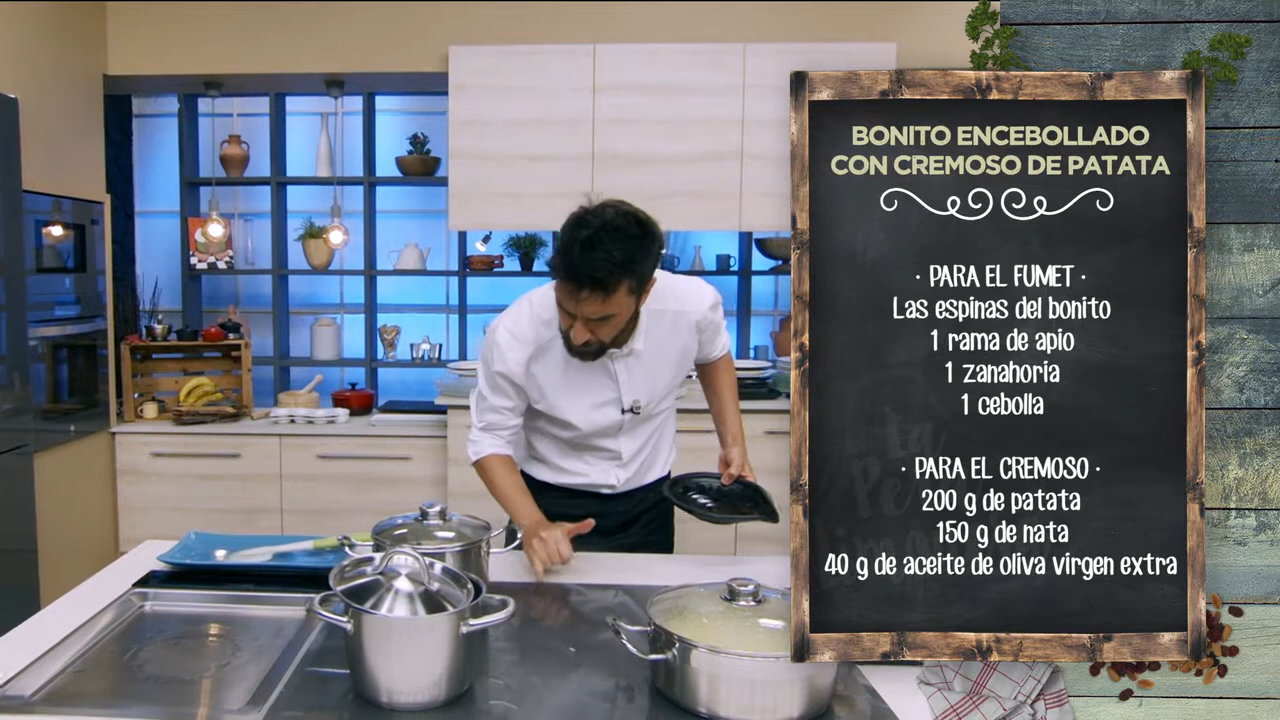 BONITO ENCEBOLLADO
CON CREMOSO DE PATATA
· PARA EL FUMET ·
Las espinas del bonito
1 rama de apio
1 zanahoria
1 cebolla
· PARA EL CREMOSO ·
200 g de patata
150 g de nata
40 g de aceite de oliva virgen extra